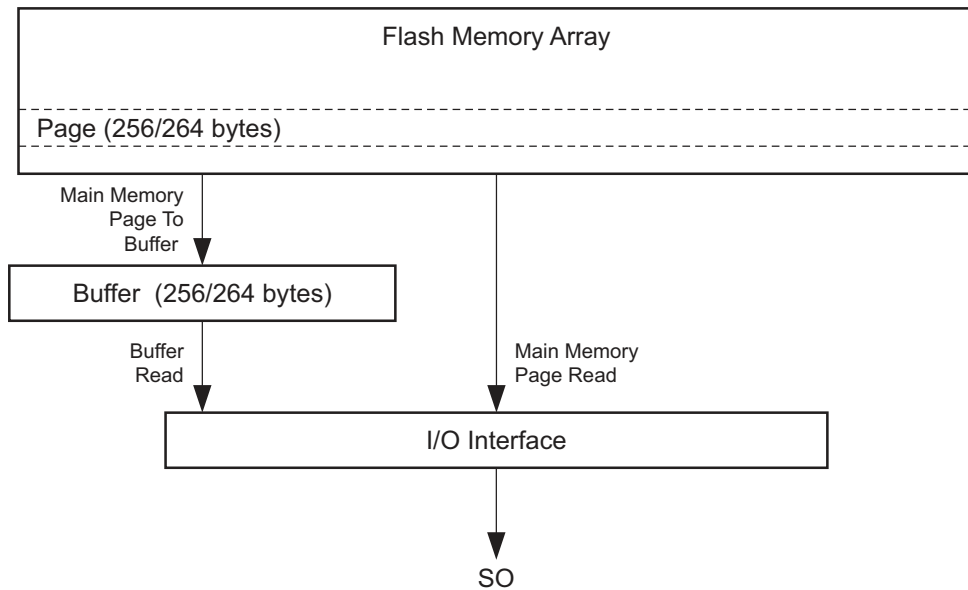 Flash Memory Array
Page (256/264 bytes)
Main Memory
Page To
Buffer
Buffer (256/264 bytes)
Buffer
Read
Main Memory
Page Read
I/O Interface
SO